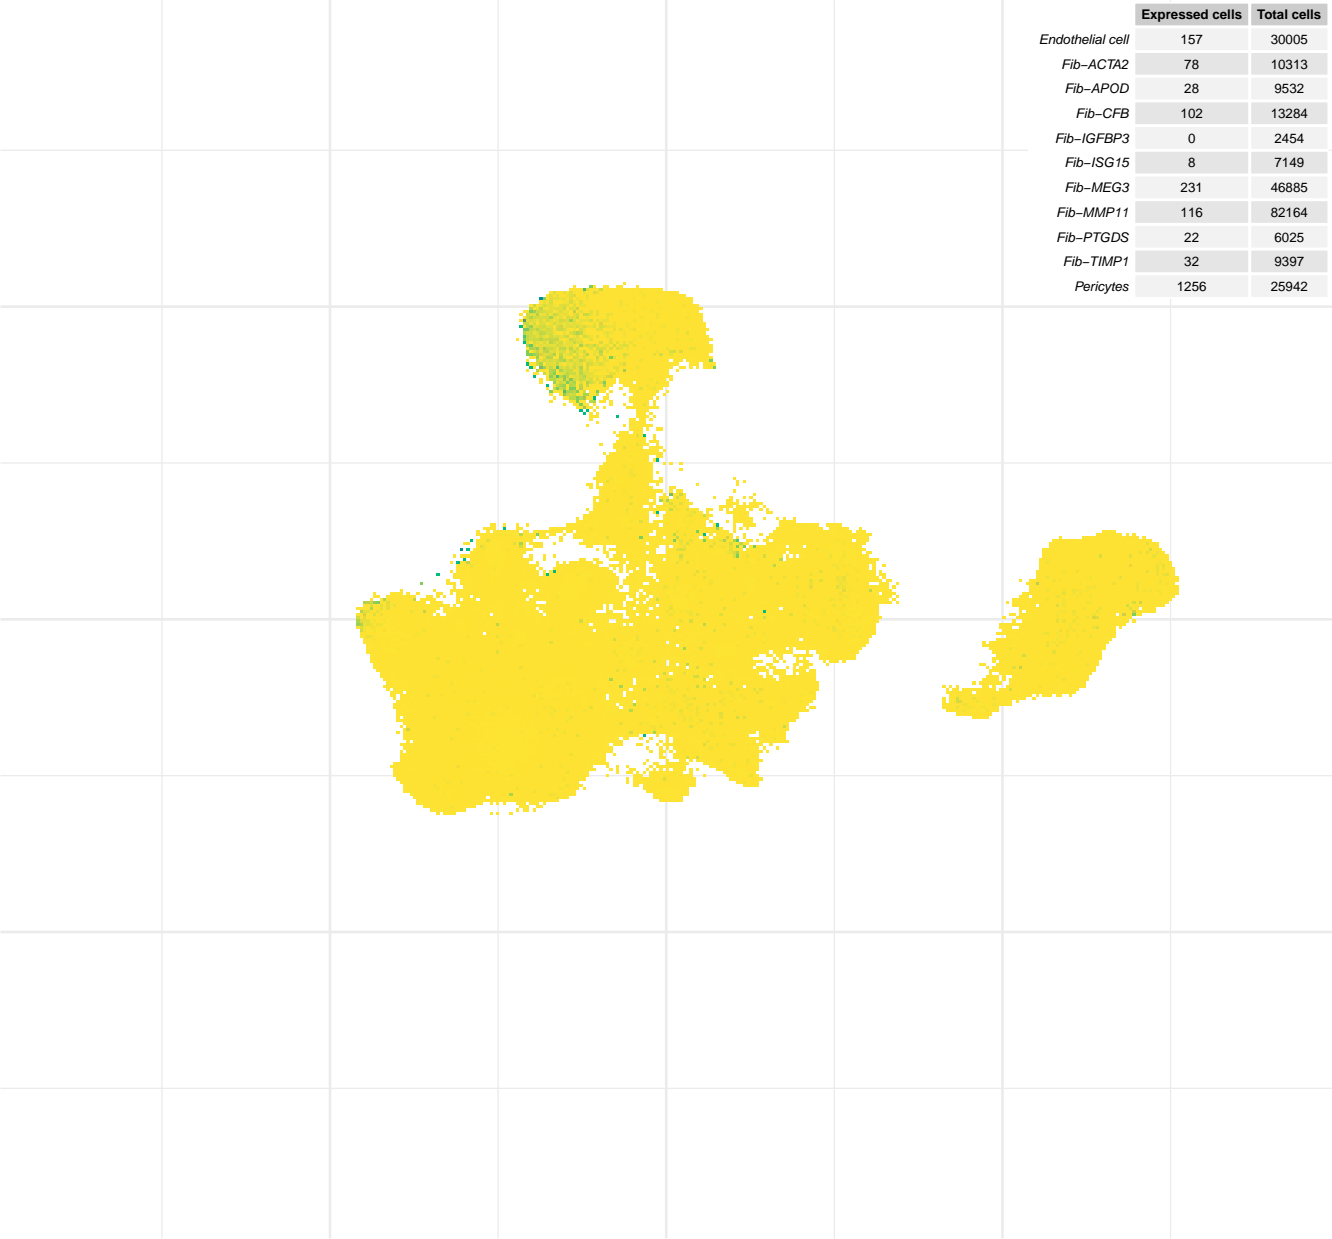 Expressed cells Total cells
Endothelial cell 157 30005
Fib−ACTA2 78 10313
Fib−APOD 28 9532
Fib−CFB 102 13284
Fib−IGFBP3 0 2454
Fib−ISG15 8 7149
Fib−MEG3 231 46885
Fib−MMP11 116 82164
Fib−PTGDS 22 6025
Fib−TIMP1 32 9397
Pericytes 1256 25942